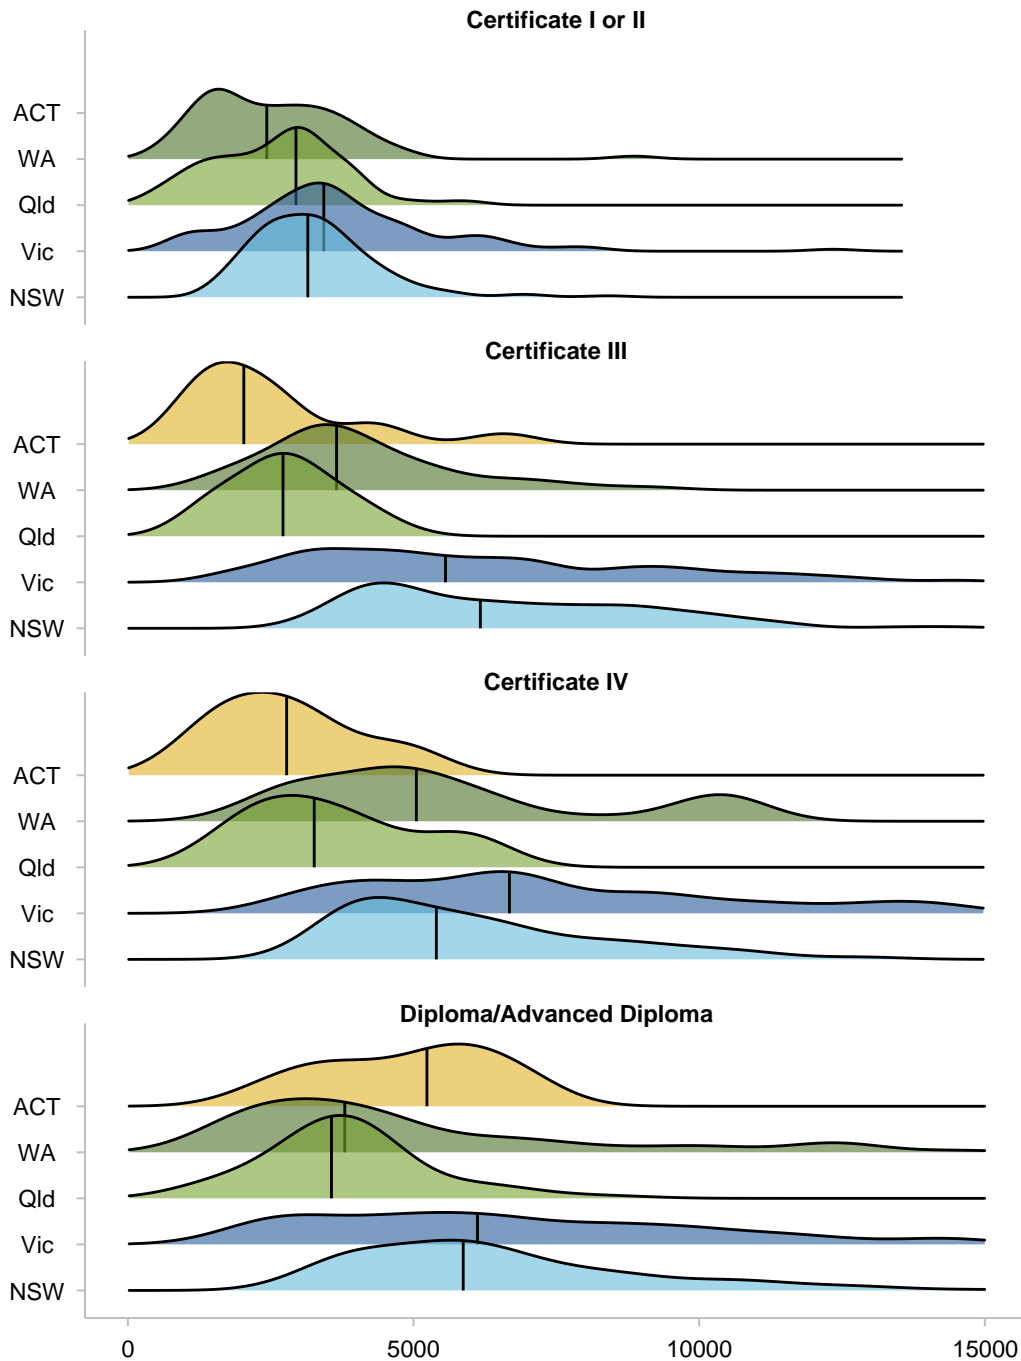 Certificate I or II
ACT
WA
Qld
Vic
NSW
Certificate III
ACT
WA
Qld
Vic
NSW
Certificate IV
ACT
WA
Qld
Vic
NSW
Diploma/Advanced Diploma
ACT
WA
Qld
Vic
NSW
0 5000 10000 15000